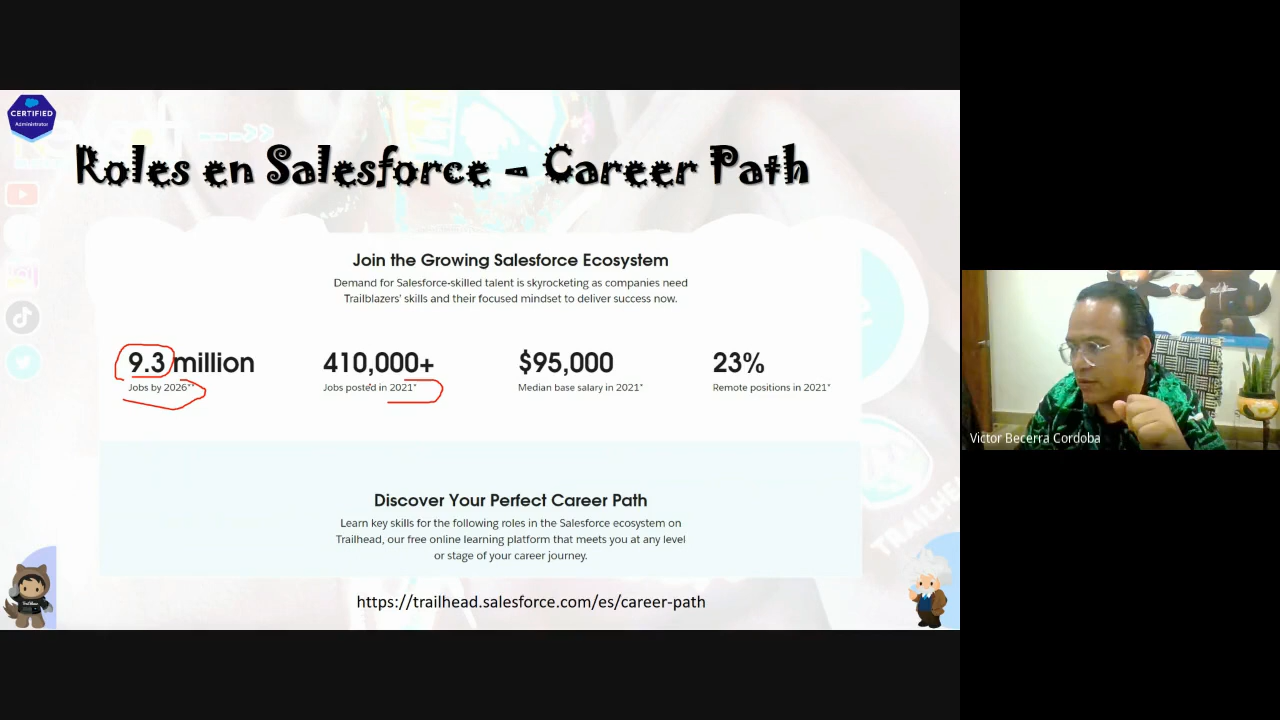 CERTIFIED
Administrator
Roles en Salesforce – Career Path
Join the Growing Salesforce Ecosystem
Demand for Salesforce-skilled talent is skyrocketing as companies need
Trailblazers' skills and their focused mindset to deliver success now.
9.3 million
Jobs by 2026**
410,000+
Jobs posted in 2021*
$95,000
Median base salary in 2021*
23%
Remote positions in 2021*
Discover Your Perfect Career Path
Learn key skills for the following roles in the Salesforce ecosystem on
Trailhead, our free online learning platform that meets you at any level
or stage of your career journey.
https://trailhead.salesforce.com/es/career-path
TRAILHE
Victor Becerra Cordoba